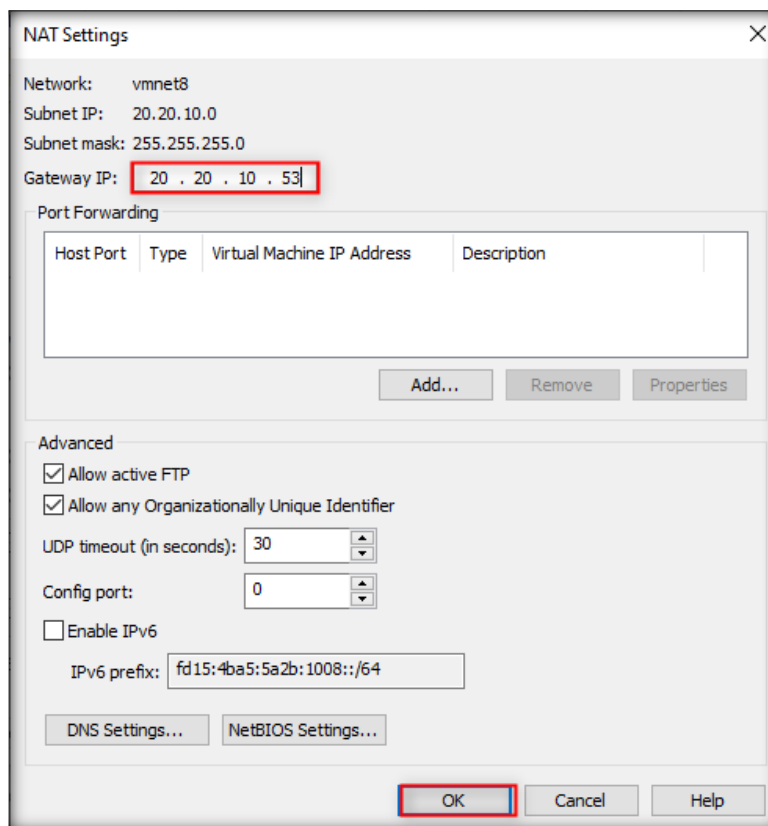 NAT Settings
Network: vmnet8
Subnet IP: 20.20.10.0
Subnet mask: 255.255.255.0
Gateway IP: 20 . 20 . 10 . 53
Port Forwarding
Host Port Type Virtual Machine IP Address Description
Add... Remove Properties
Advanced
Allow active FTP
Allow any Organizationally Unique Identifier
UDP timeout (in seconds): 30
Config port: 0
Enable IPv6
IPv6 prefix: fd15:4ba5:5a2b:1008::/64
DNS Settings... NetBIOS Settings...
OK Cancel Help